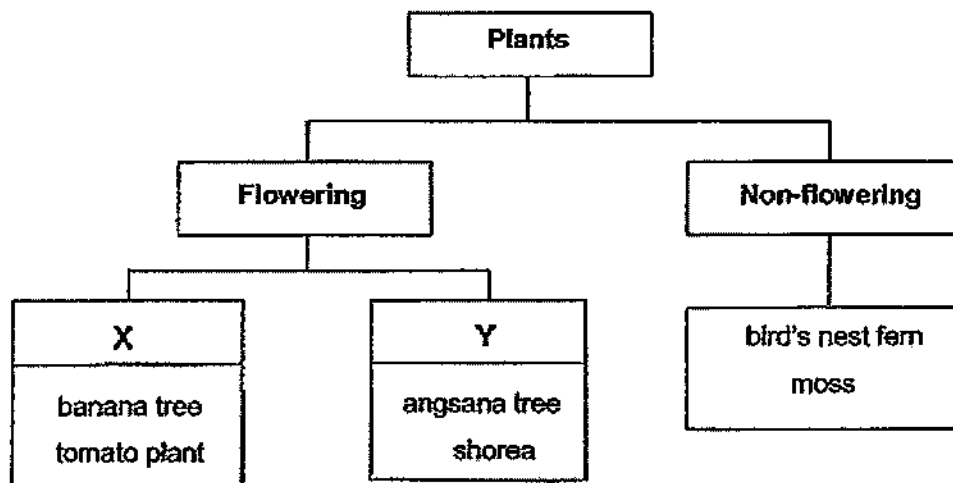 Plants
Flowering
Non-flowering
X
banana tree
tomato plant
Y
angsana tree
shorea
bird's nest fern
moss